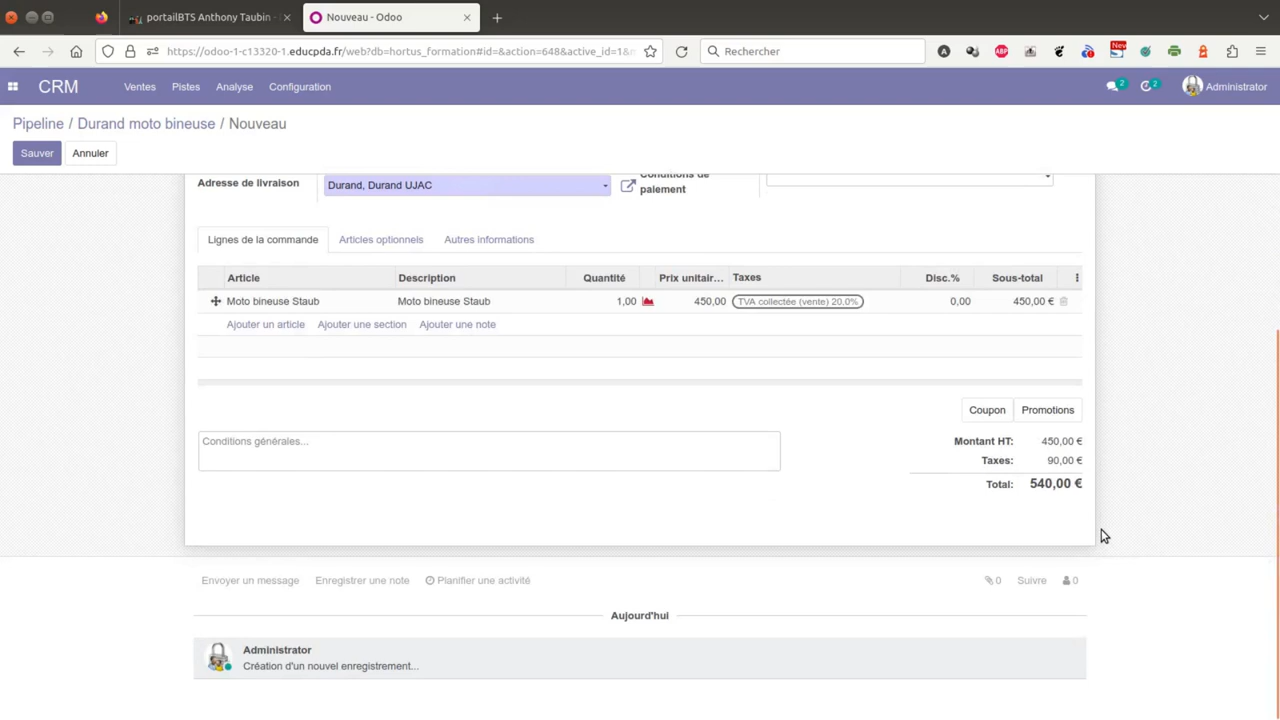 portailBTS Anthony Taubin
Nouveau - Odoo
https://odoo-1-c13320-1.educpda.fr/web?db=hortus_formation#id=&action=648&active_id=1&
Rechercher
New
CRM
Ventes
Pistes
Analyse
Configuration
2
2
Administrator
Pipeline / Durand moto bineuse / Nouveau
Sauver
Annuler
Adresse de livraison
Durand, Durand UJAC
Conditions de
paiement
Lignes de la commande
Articles optionnels
Autres informations
Article Description Quantité Prix unitair... Taxes Disc.% Sous-total
Moto bineuse Staub Moto bineuse Staub 1,00 450,00 TVA collectée (vente) 20.0% 0,00 450,00 €
Ajouter un article Ajouter une section Ajouter une note
Coupon Promotions
Conditions générales...
Montant HT: 450,00 €
Taxes: 90,00 €
Total: 540,00 €
Envoyer un message Enregistrer une note Planifier une activité
0 Suivre 0
Aujourd'hui
Administrator
Création d'un nouvel enregistrement...